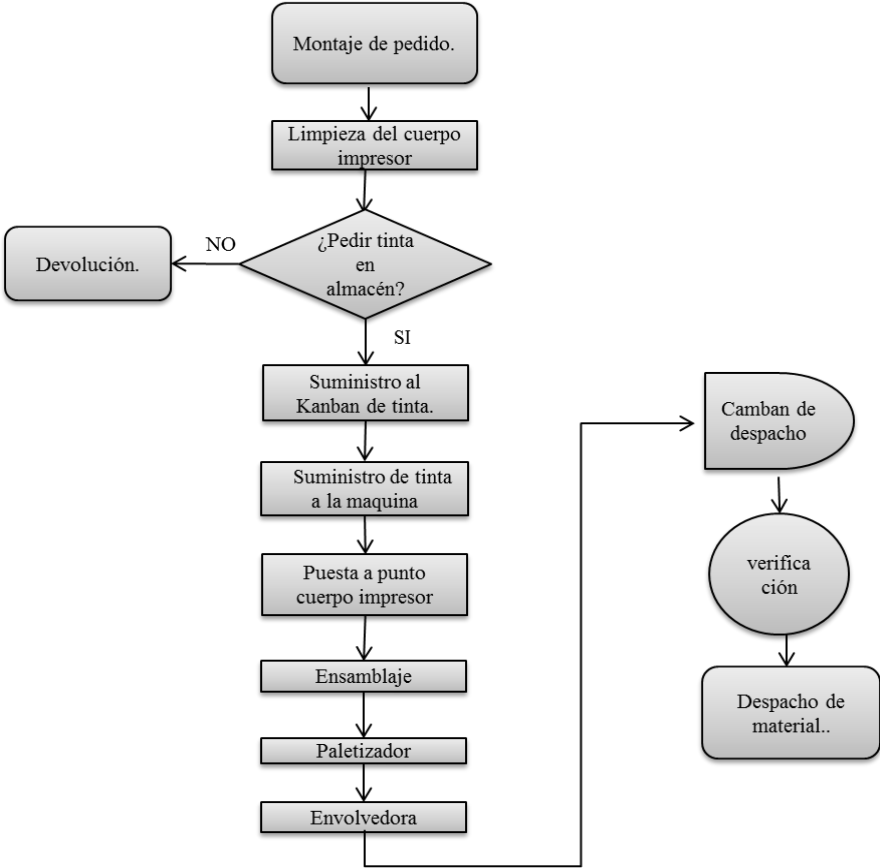 Montaje de pedido.
Limpieza del cuerpo
impresor
¿Pedir tinta
en
almacén?
NO
Devolución.
SI
Suministro al
Kanban de tinta.
Suministro de tinta
a la maquina
Puesta a punto
cuerpo impresor
Ensamblaje
Paletizador
Envolvedora
Camban de
despacho
verifica
ción
Despacho de
material..